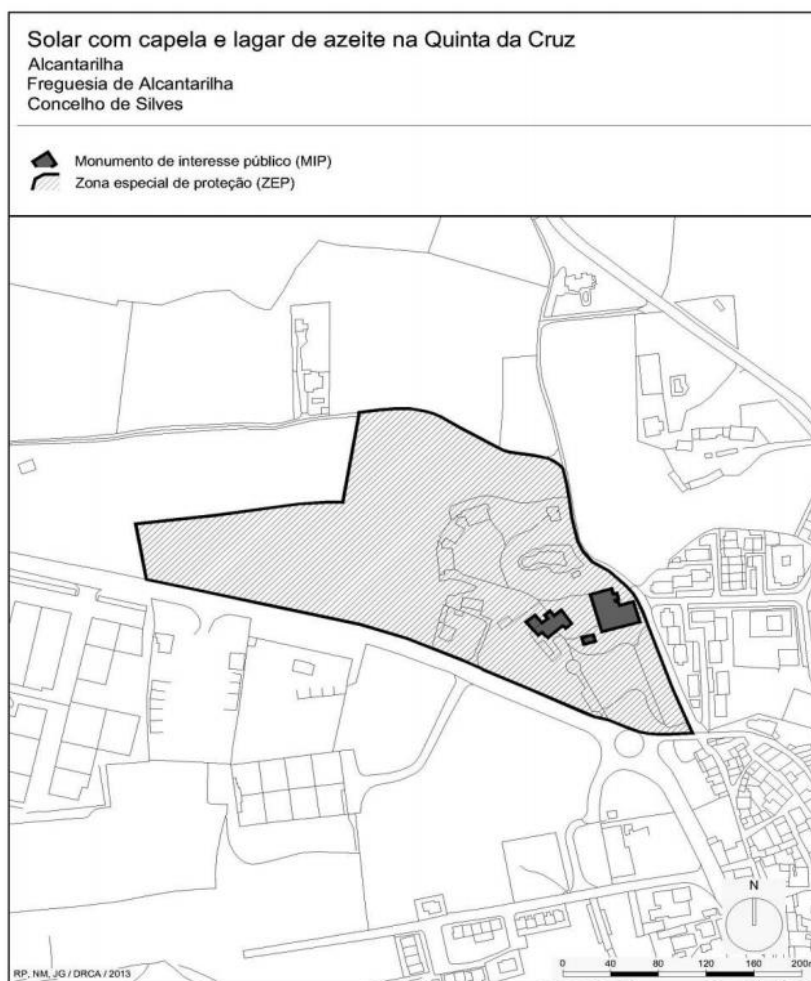 Solar com capela e lagar de azeite na Quinta da Cruz
Alcantarilha
Freguesia de Alcantarilha
Concelho de Silves
Monumento de interesse público (MIP)
Zona especial de proteção (ZEP)
N
RP, NM, JG / DRCA / 2013
0 40 80 120 160 200m